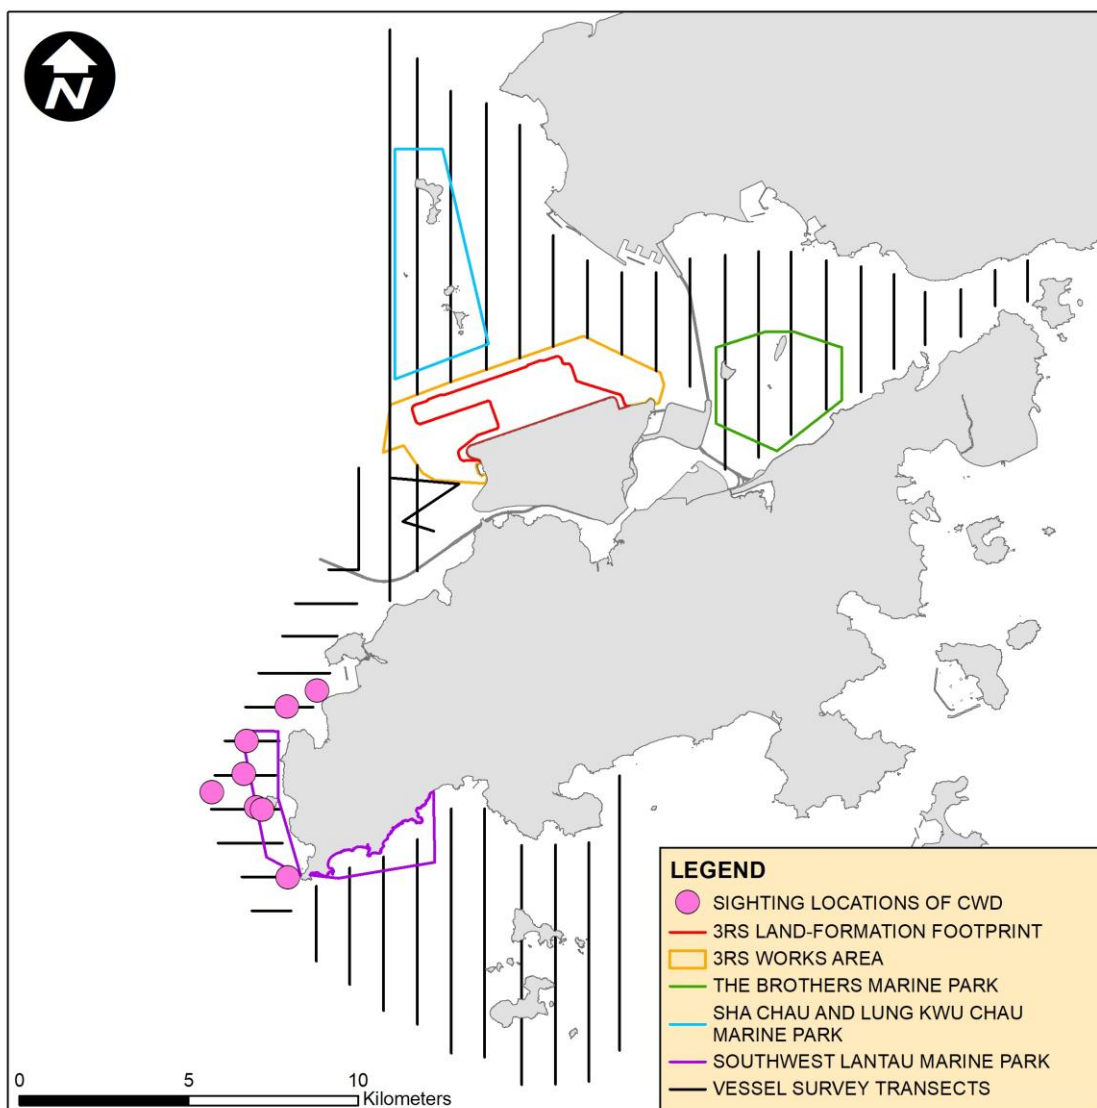 N
LEGEND
SIGHTING LOCATIONS OF CWD
3RS LAND-FORMATION FOOTPRINT
3RS WORKS AREA
THE BROTHERS MARINE PARK
SHA CHAU AND LUNG KWU CHAU
MARINE PARK
SOUTHWEST LANTAU MARINE PARK
VESSEL SURVEY TRANSECTS
0 5 10
Kilometers